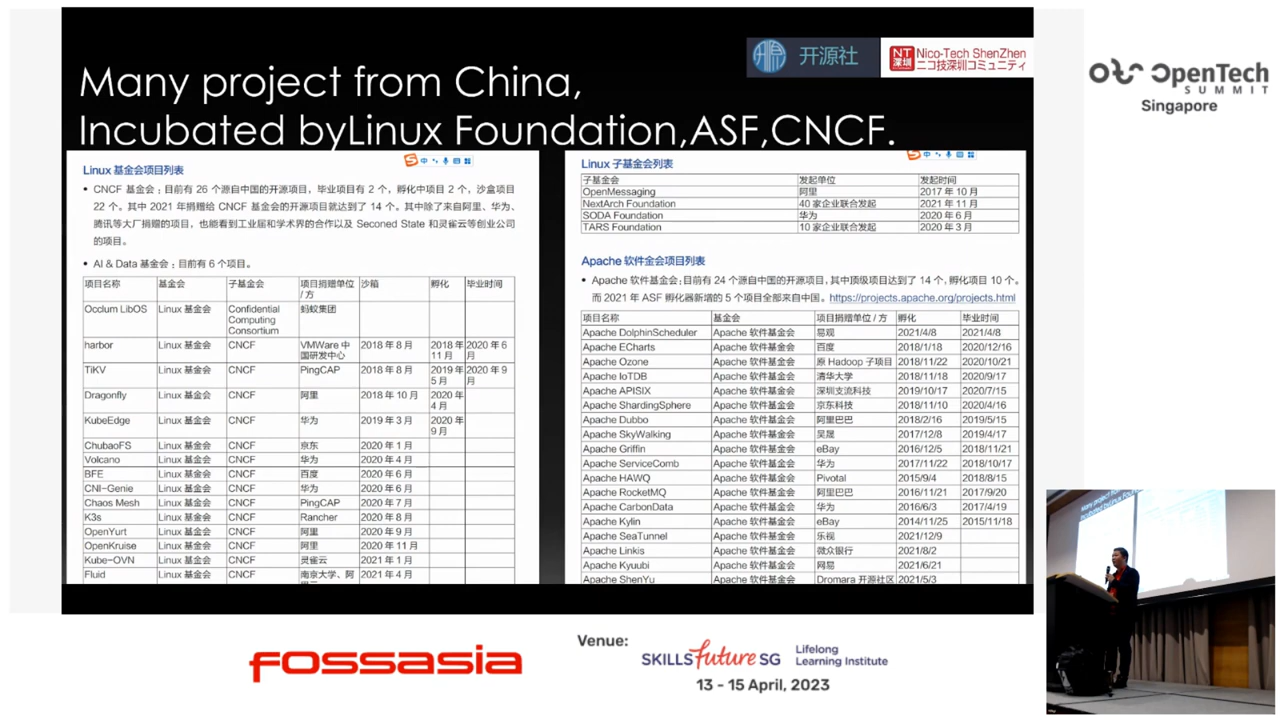 开源社
NT
深圳
Nico-Tech ShenZhen
ニコ技深圳コミュニティ
OpenTech
SUMMIT
Singapore
Many project from China,
Incubated byLinux Foundation,ASF,CNCF.
Linux 基金会项目列表
• CNCF 基金会：目前有 26 个源自中国的开源项目，毕业项目有 2 个，孵化中项目 2 个，沙盒项目
22 个。其中 2021 年捐赠给 CNCF 基金会的开源项目就达到了 14 个。其中除了来自阿里、华为、
腾讯等大厂捐赠的项目，也能看到工业届和学术界的合作以及 Seconed State 和灵雀云等创业公司
的项目。
• AI & Data 基金会：目前有 6 个项目。
项目名称 基金会 子基金会 项目捐赠单位 / 方 沙箱 孵化 毕业时间
Occlum LibOS Linux 基金会 Confidential Computing Consortium 蚂蚁集团
harbor Linux 基金会 CNCF VMWare 中国研发中心 2018 年 8 月 2018 年 11 月 2020 年 6 月
TiKV Linux 基金会 CNCF PingCAP 2018 年 8 月 2019 年 5 月 2020 年 9 月
Dragonfly Linux 基金会 CNCF 阿里 2018 年 10 月 2020 年 4 月
KubeEdge Linux 基金会 CNCF 华为 2019 年 3 月 2020 年 9 月
ChubaoFS Linux 基金会 CNCF 京东 2020 年 1 月
Volcano Linux 基金会 CNCF 华为 2020 年 4 月
BFE Linux 基金会 CNCF 百度 2020 年 6 月
CNI-Genie Linux 基金会 CNCF 华为 2020 年 6 月
Chaos Mesh Linux 基金会 CNCF PingCAP 2020 年 7 月
K3s Linux 基金会 CNCF Rancher 2020 年 8 月
OpenYurt Linux 基金会 CNCF 阿里 2020 年 9 月
OpenKruise Linux 基金会 CNCF 阿里 2020 年 11 月
Kube-OVN Linux 基金会 CNCF 灵雀云 2021 年 1 月
Fluid Linux 基金会 CNCF 南京大学、阿 2021 年 4 月
Linux 子基金会列表
子基金会 发起单位 发起时间
OpenMessaging 阿里 2017 年 10 月
NextArch Foundation 40 家企业联合发起 2021 年 11 月
SODA Foundation 华为 2020 年 6 月
TARS Foundation 10 家企业联合发起 2020 年 3 月
Apache 软件金会项目列表
• Apache 软件基金会：目前有 24 个源自中国的开源项目，其中顶级项目达到了 14 个，孵化项目 10 个。
而 2021 年 ASF 孵化器新增的 5 个项目全部来自中国。https://projects.apache.org/projects.html
项目名称 基金会 项目捐赠单位 / 方 孵化 毕业时间
Apache DolphinScheduler Apache 软件基金会 易观 2021/4/8 2021/4/8
Apache ECharts Apache 软件基金会 百度 2018/1/18 2020/12/16
Apache Ozone Apache 软件基金会 原 Hadoop 子项目 2018/11/22 2020/10/21
Apache IoTDB Apache 软件基金会 清华大学 2018/11/18 2020/9/17
Apache APISIX Apache 软件基金会 深圳支流科技 2019/10/17 2020/7/15
Apache ShardingSphere Apache 软件基金会 京东科技 2018/11/10 2020/4/16
Apache Dubbo Apache 软件基金会 阿里巴巴 2018/2/16 2019/5/15
Apache SkyWalking Apache 软件基金会 吴晟 2017/12/8 2019/4/17
Apache Griffin Apache 软件基金会 eBay 2016/12/5 2018/11/21
Apache ServiceComb Apache 软件基金会 华为 2017/11/22 2018/10/17
Apache HAWQ Apache 软件基金会 Pivotal 2015/9/4 2018/8/15
Apache RocketMQ Apache 软件基金会 阿里巴巴 2016/11/21 2017/9/20
Apache CarbonData Apache 软件基金会 华为 2016/6/3 2017/4/19
Apache Kylin Apache 软件基金会 eBay 2014/11/25 2015/11/18
Apache SeaTunnel Apache 软件基金会 乐视 2021/12/9
Apache Linkis Apache 软件基金会 微众银行 2021/8/2
Apache Kyuubi Apache 软件基金会 网易 2021/6/21
Apache ShenYu Apache 软件基金会 Dromara 开源社区 2021/5/3
FOSSASIA
Venue:
SKILLS future SG
Lifelong
Learning Institute
13 - 15 April, 2023